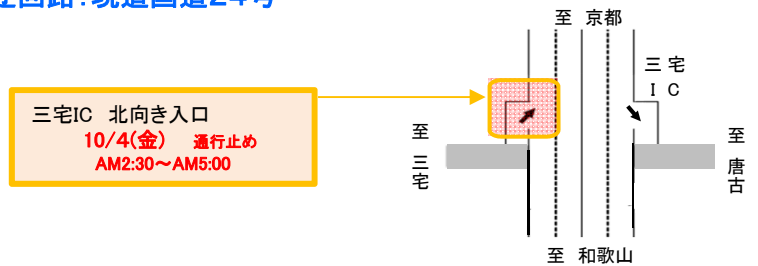 回路:現道国道24号
至 京都
三宅
IC
三宅IC 北向き入口
10/4(金) 通行止め
AM2:30～AM5:00
至 三宅
至 唐古
至 和歌山